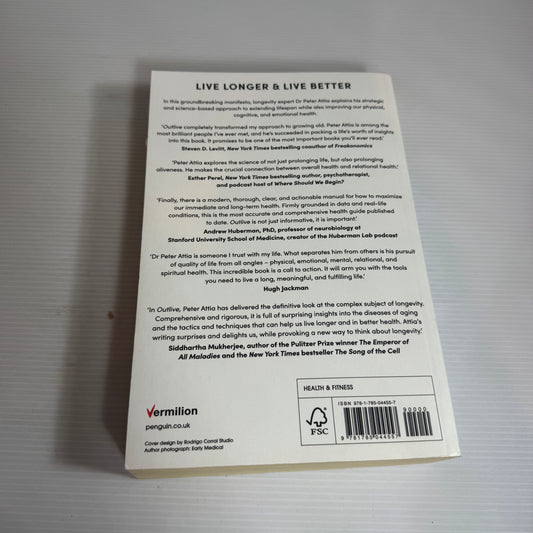 LIVE LONGER & LIVE BETTER
In this groundbreaking manifesto, longevity expert Dr Peter Attia explains his strategic
and science-based approach to extending lifespan while also improving our physical,
cognitive, and emotional health.
'Outlive completely transformed my approach to growing old. Peter Attia is among the
most brilliant people I've ever met, and he's succeeded in packing a life's worth of insights
into this book. It promises to be one of the most important books you'll ever read.'
Steven D. Levitt, New York Times bestselling coauthor of Freakonomics
'Peter Attia explores the science of not just prolonging life, but also prolonging
aliveness. He makes the crucial connection between overall health and relational health.'
Esther Perel, New York Times bestselling author, psychotherapist,
and podcast host of Where Should We Begin?
'Finally, there is a modern, thorough, clear, and actionable manual for how to maximize
our immediate and long-term health. Firmly grounded in data and real-life
conditions, this is the most accurate and comprehensive health guide published
to date. Outlive is not just informative, it is important.'
Andrew Huberman, PhD, professor of neurobiology at
Stanford University School of Medicine, creator of the Huberman Lab podcast
'Dr Peter Attia is someone I trust with my life. What separates him from others is his pursuit
of quality of life from all angles – physical, emotional, mental, relational, and
spiritual health. This incredible book is a call to action. It will arm you with the tools
you need to live a long, meaningful, and fulfilling life.'
Hugh Jackman
'In Outlive, Peter Attia has delivered the definitive look at the complex subject of longevity.
Comprehensive and rigorous, it is full of surprising insights into the diseases of aging
and the tactics and techniques that can help us live longer and in better health. Attia's
writing surprises and delights us, while provoking a new way to think about longevity.'
Siddhartha Mukherjee, author of the Pulitzer Prize winner The Emperor of
All Maladies and the New York Times bestseller The Song of the Cell
HEALTH & FITNESS
ISBN 978-1-785-04455-7
90000
FSC
9 781785 044557
Vermilion
penguin.co.uk
Cover design by Rodrigo Corral Studio
Author photograph: Early Medical